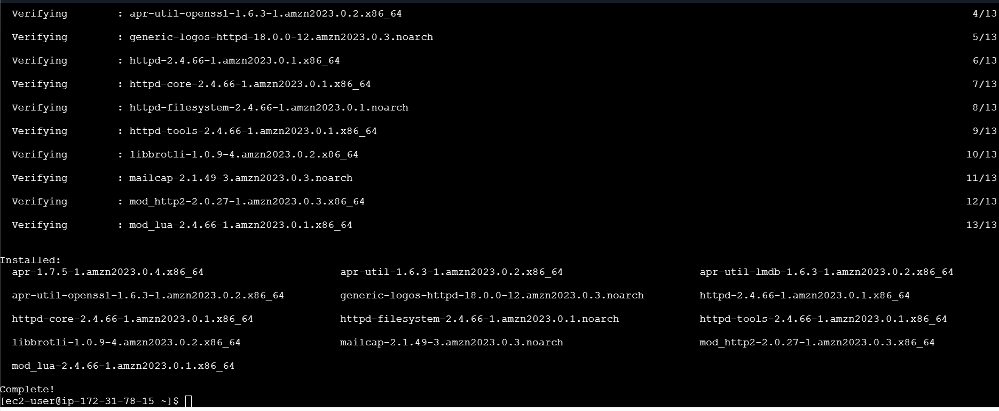 Verifying : apr-util-openssl-1.6.3-1.amzn2023.0.2.x86_64 4/13
Verifying : generic-logos-httpd-18.0.0-12.amzn2023.0.3.noarch 5/13
Verifying : httpd-2.4.66-1.amzn2023.0.1.x86_64 6/13
Verifying : httpd-core-2.4.66-1.amzn2023.0.1.x86_64 7/13
Verifying : httpd-filesystem-2.4.66-1.amzn2023.0.1.noarch 8/13
Verifying : httpd-tools-2.4.66-1.amzn2023.0.1.x86_64 9/13
Verifying : libbrotli-1.0.9-4.amzn2023.0.2.x86_64 10/13
Verifying : mailcap-2.1.49-3.amzn2023.0.3.noarch 11/13
Verifying : mod_http2-2.0.27-1.amzn2023.0.3.x86_64 12/13
Verifying : mod_lua-2.4.66-1.amzn2023.0.1.x86_64 13/13
Installed:
apr-1.7.5-1.amzn2023.0.4.x86_64 apr-util-1.6.3-1.amzn2023.0.2.x86_64 apr-util-lmdb-1.6.3-1.amzn2023.0.2.x86_64
apr-util-openssl-1.6.3-1.amzn2023.0.2.x86_64 generic-logos-httpd-18.0.0-12.amzn2023.0.3.noarch httpd-2.4.66-1.amzn2023.0.1.x86_64
httpd-core-2.4.66-1.amzn2023.0.1.x86_64 httpd-filesystem-2.4.66-1.amzn2023.0.1.noarch httpd-tools-2.4.66-1.amzn2023.0.1.x86_64
libbrotli-1.0.9-4.amzn2023.0.2.x86_64 mailcap-2.1.49-3.amzn2023.0.3.noarch mod_http2-2.0.27-1.amzn2023.0.3.x86_64
mod_lua-2.4.66-1.amzn2023.0.1.x86_64
Complete!
[ec2-user@ip-172-31-78-15 ~]$